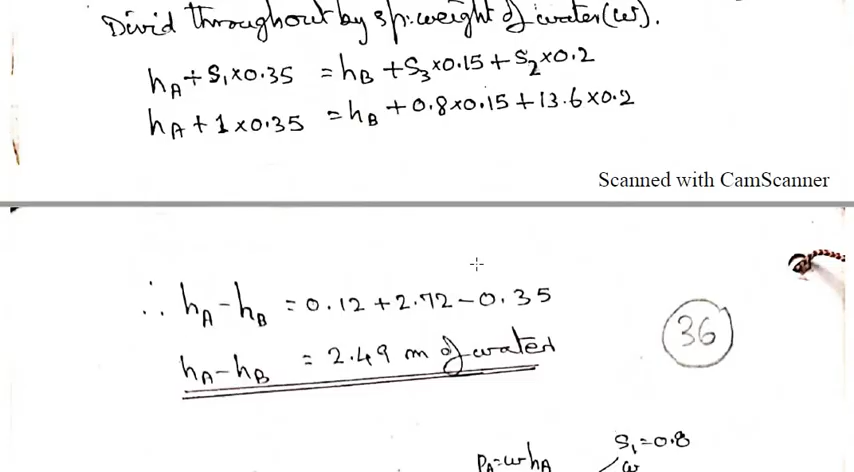 Divid throughout by sp. weight of water (w).
hA + S₁ x 0.35 = hB + S₃ x 0.15 + S₂ x 0.2
hA + 1 x 0.35 = hB + 0.8 x 0.15 + 13.6 x 0.2
Scanned with CamScanner
∴ hA - hB = 0.12 + 2.72 - 0.35
36
hA - hB = 2.49 m of water
S₁ = 0.8
PA = whA
w